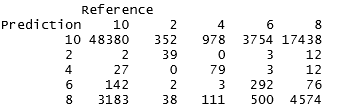 Reference
Prediction 10 2 4 6 8
10 48380 352 978 3754 17438
2 2 39 0 3 12
4 27 0 79 3 12
6 142 2 3 292 76
8 3183 38 111 500 4574